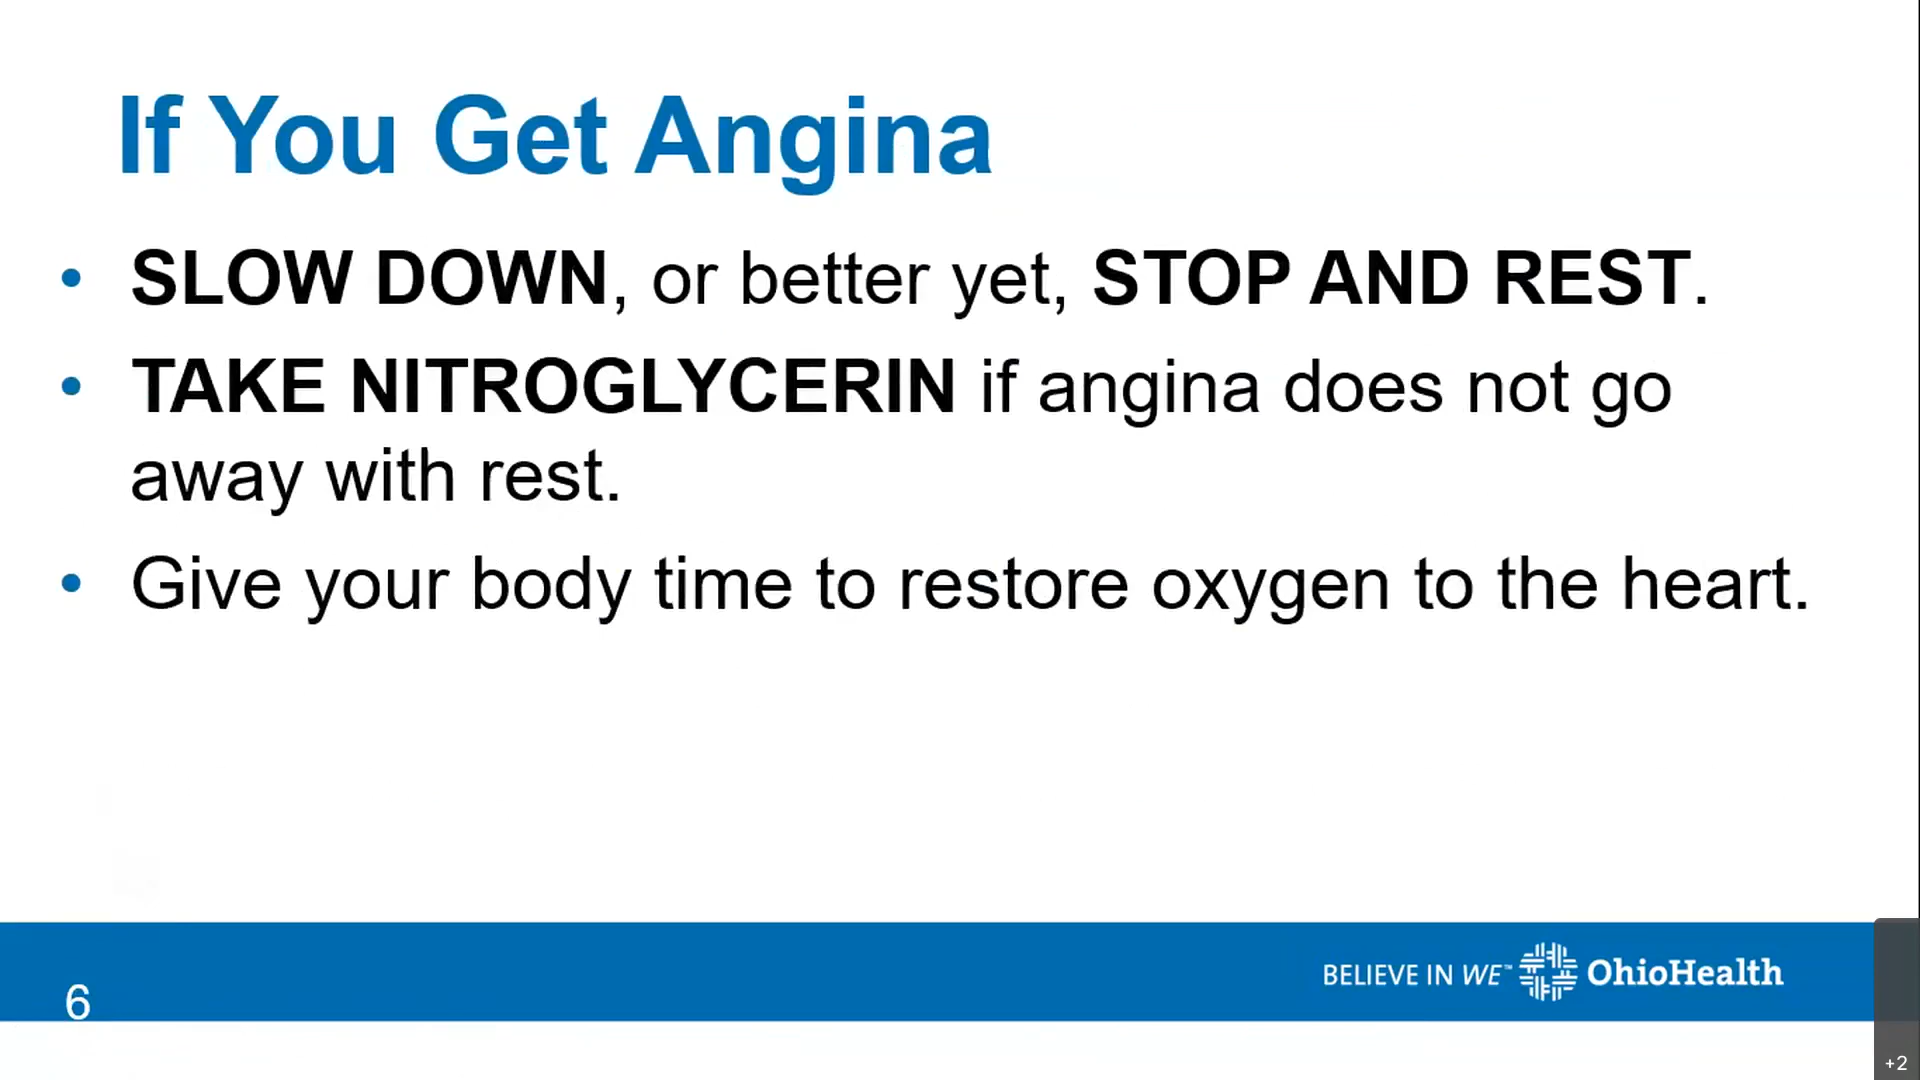 If You Get Angina
• SLOW DOWN, or better yet, STOP AND REST.
• TAKE NITROGLYCERIN if angina does not go
away with rest.
• Give your body time to restore oxygen to the heart.
BELIEVE IN WE™ OhioHealth
6
+2